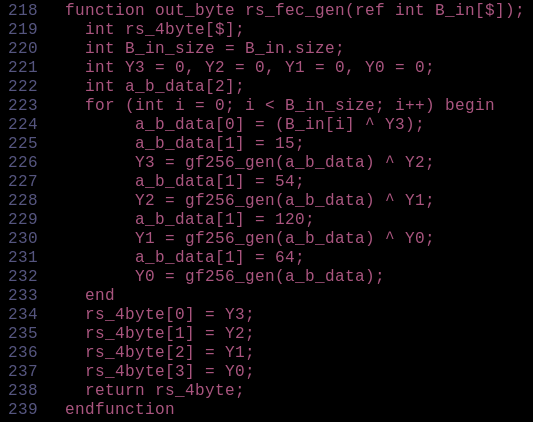 218 function out_byte rs_fec_gen(ref int B_in[$]);
219 int rs_4byte[$];
220 int B_in_size = B_in.size;
221 int Y3 = 0, Y2 = 0, Y1 = 0, Y0 = 0;
222 int a_b_data[2];
223 for (int i = 0; i < B_in_size; i++) begin
224 a_b_data[0] = (B_in[i] ^ Y3);
225 a_b_data[1] = 15;
226 Y3 = gf256_gen(a_b_data) ^ Y2;
227 a_b_data[1] = 54;
228 Y2 = gf256_gen(a_b_data) ^ Y1;
229 a_b_data[1] = 120;
230 Y1 = gf256_gen(a_b_data) ^ Y0;
231 a_b_data[1] = 64;
232 Y0 = gf256_gen(a_b_data);
233 end
234 rs_4byte[0] = Y3;
235 rs_4byte[1] = Y2;
236 rs_4byte[2] = Y1;
237 rs_4byte[3] = Y0;
238 return rs_4byte;
239 endfunction